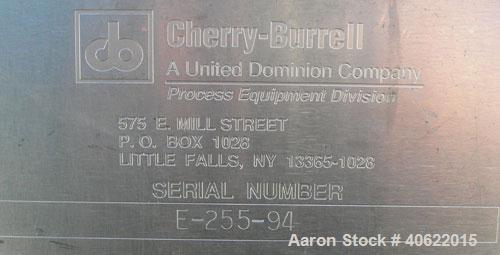 cb Cherry-Burrell
A United Dominion Company
Process Equipment Division
575 E. MILL STREET
P.O. BOX 1028
LITTLE FALLS, NY 13365-1028
SERIAL NUMBER
E-255-94
Aaron Stock # 40622015